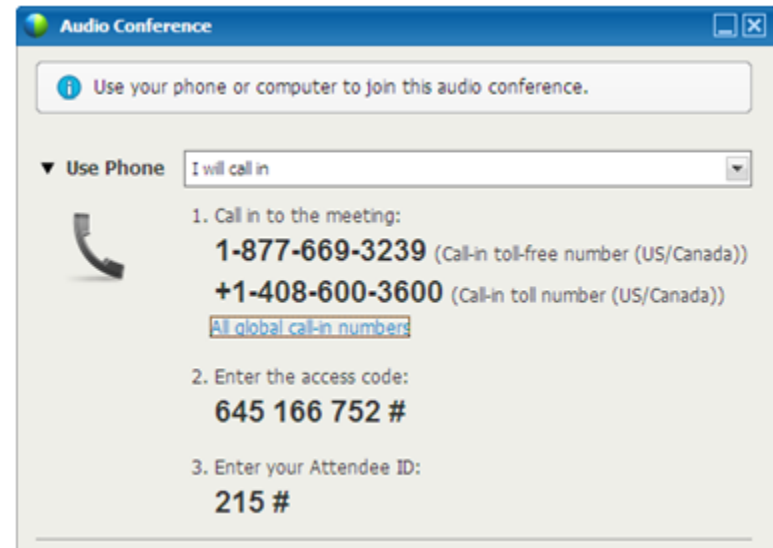 Audio Conference
Use your phone or computer to join this audio conference.
Use Phone I will call in
1. Call in to the meeting:
1-877-669-3239 (Call-in toll-free number (US/Canada))
+1-408-600-3600 (Call-in toll number (US/Canada))
All global call-in numbers
2. Enter the access code:
645 166 752 #
3. Enter your Attendee ID:
215 #